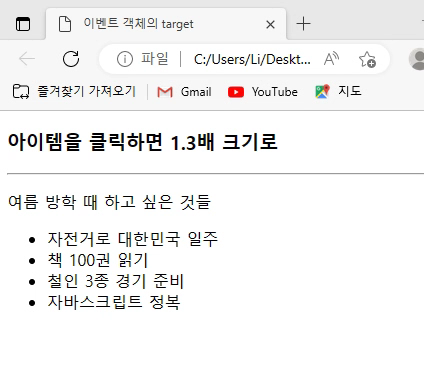 이벤트 객체의 target
파일 C:/Users/Li/Deskt...
즐겨찾기 가져오기 Gmail YouTube 지도
아이템을 클릭하면 1.3배 크기로
여름 방학 때 하고 싶은 것들
• 자전거로 대한민국 일주
• 책 100권 읽기
• 철인 3종 경기 준비
• 자바스크립트 정복